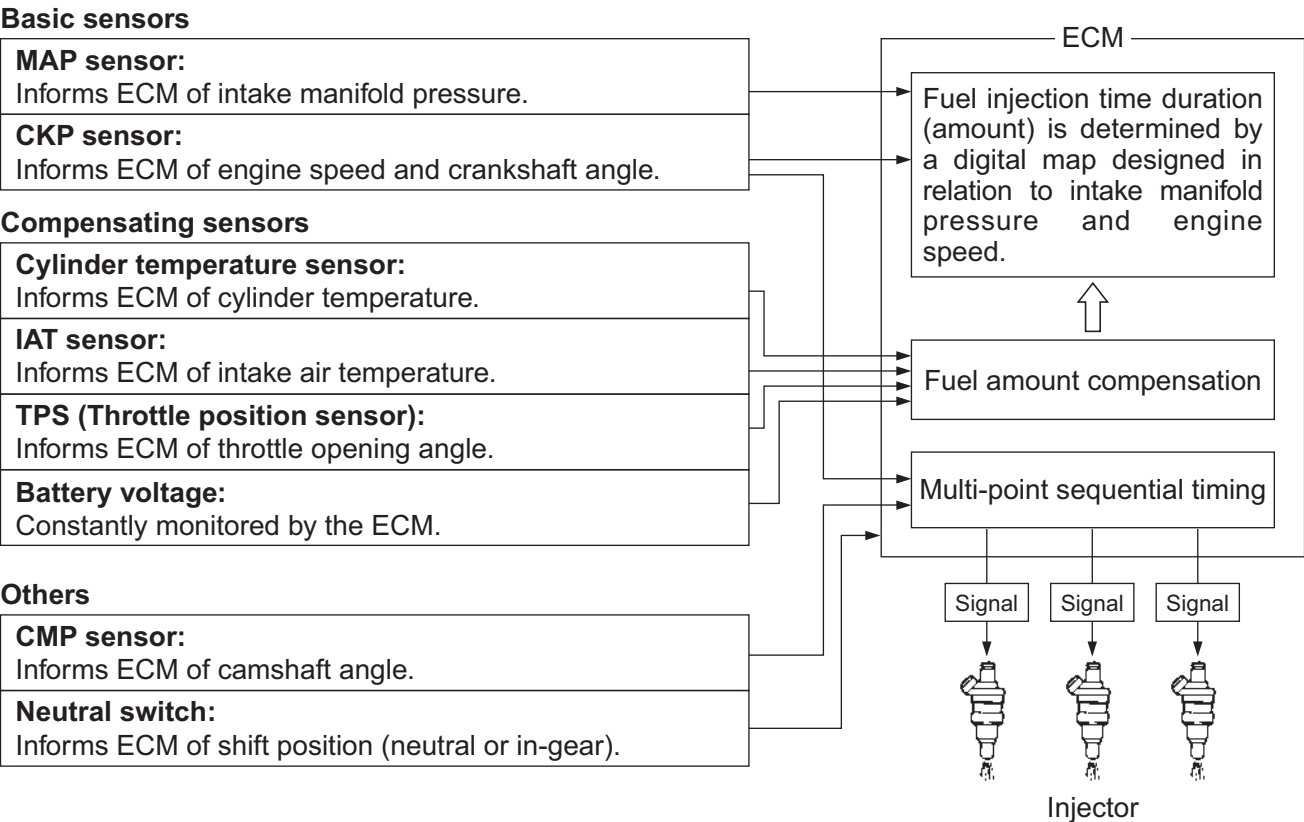 Basic sensors
MAP sensor:
Informs ECM of intake manifold pressure.
CKP sensor:
Informs ECM of engine speed and crankshaft angle.
Compensating sensors
Cylinder temperature sensor:
Informs ECM of cylinder temperature.
IAT sensor:
Informs ECM of intake air temperature.
TPS (Throttle position sensor):
Informs ECM of throttle opening angle.
Battery voltage:
Constantly monitored by the ECM.
Others
CMP sensor:
Informs ECM of camshaft angle.
Neutral switch:
Informs ECM of shift position (neutral or in-gear).
ECM
Fuel injection time duration
(amount) is determined by
a digital map designed in
relation to intake manifold
pressure and engine
speed.
Fuel amount compensation
Multi-point sequential timing
Signal
Signal
Signal
Injector